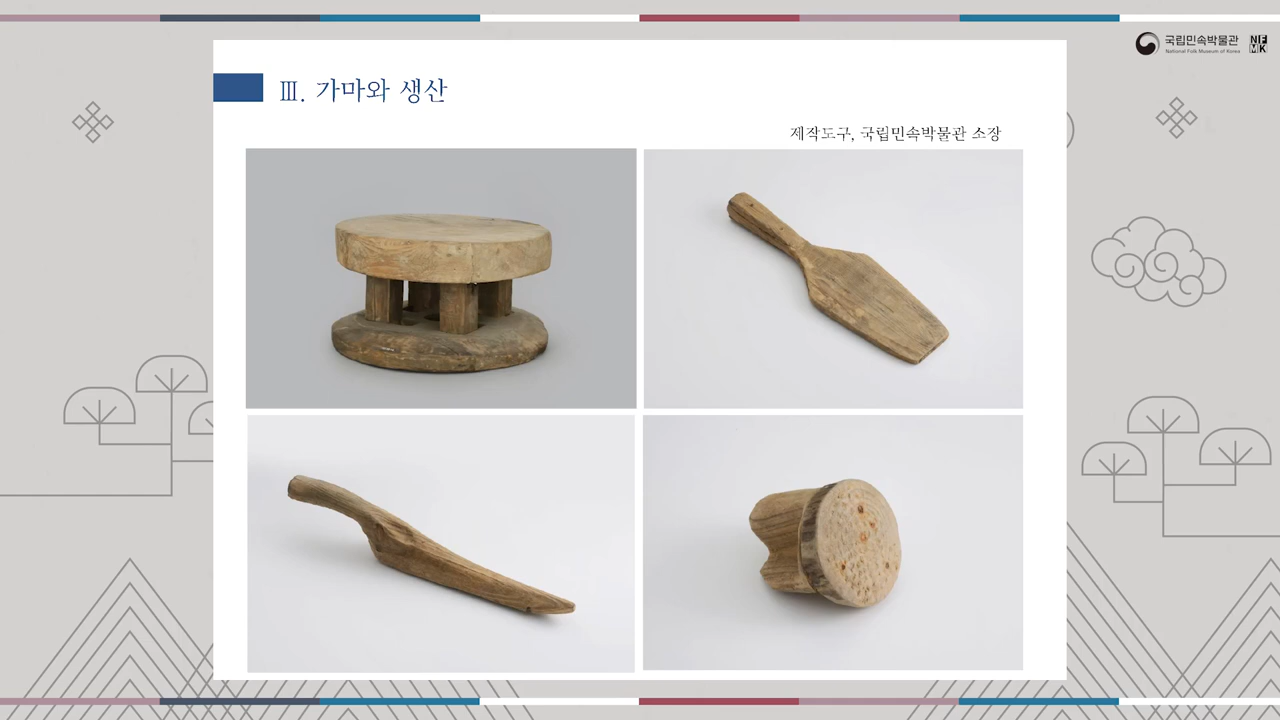 국립민속박물관
National Folk Museum of Korea
NF
MK
Ⅲ. 가마와 생산
제작도구, 국립민속박물관 소장